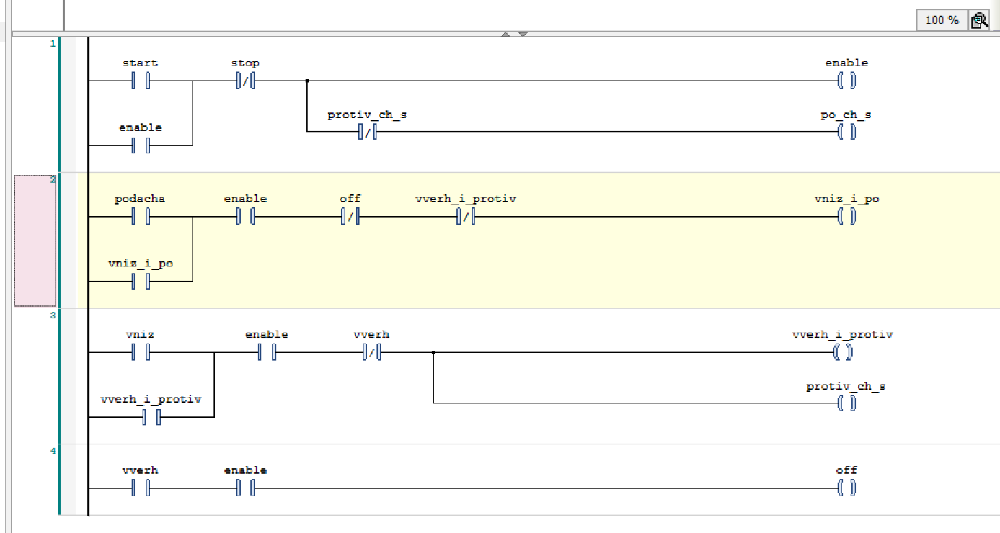 100 %
1
start stop enable
protiv_ch_s po_ch_s
enable
2
podacha enable off vverh_i_protiv vniz_i_po
vniz_i_po
3
vniz enable vverh vverh_i_protiv
protiv_ch_s
vverh_i_protiv
4
vverh enable off